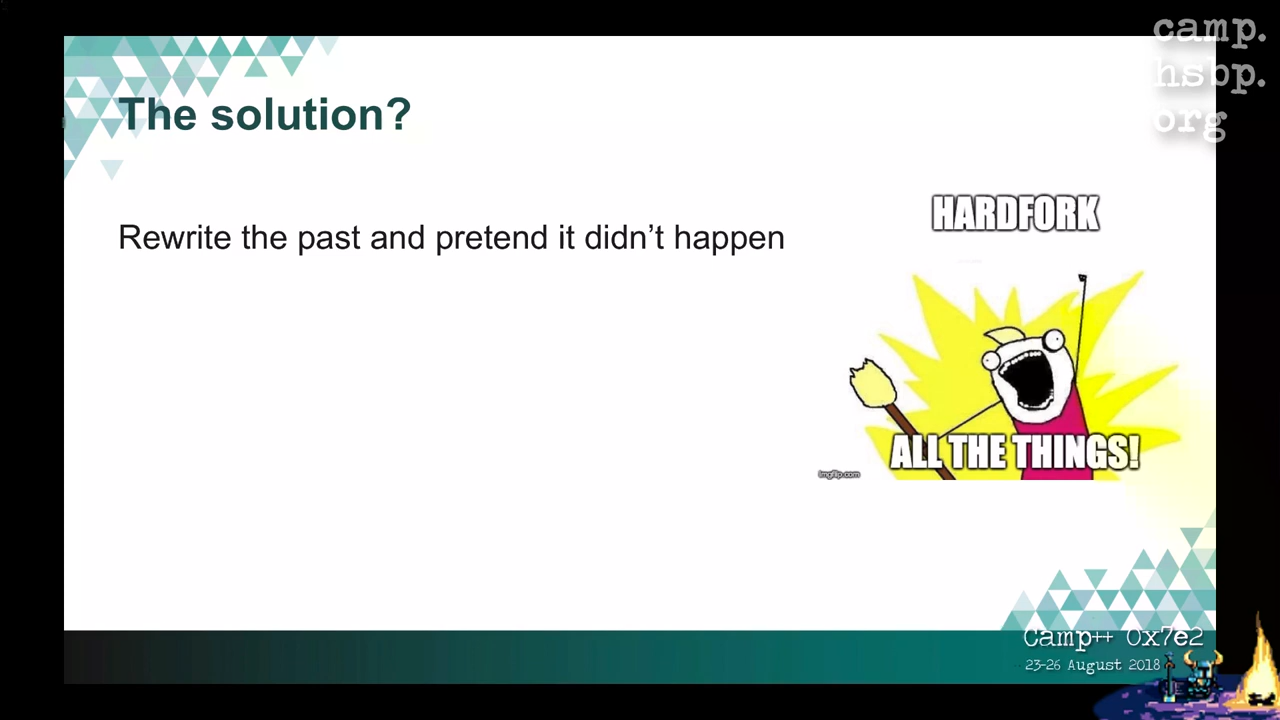 camp.
hsbp.
org
The solution?
Rewrite the past and pretend it didn’t happen
HARDFORK
ALL THE THINGS!
imgflip.com
Camp++ 0x7e2
23-26 August 2018